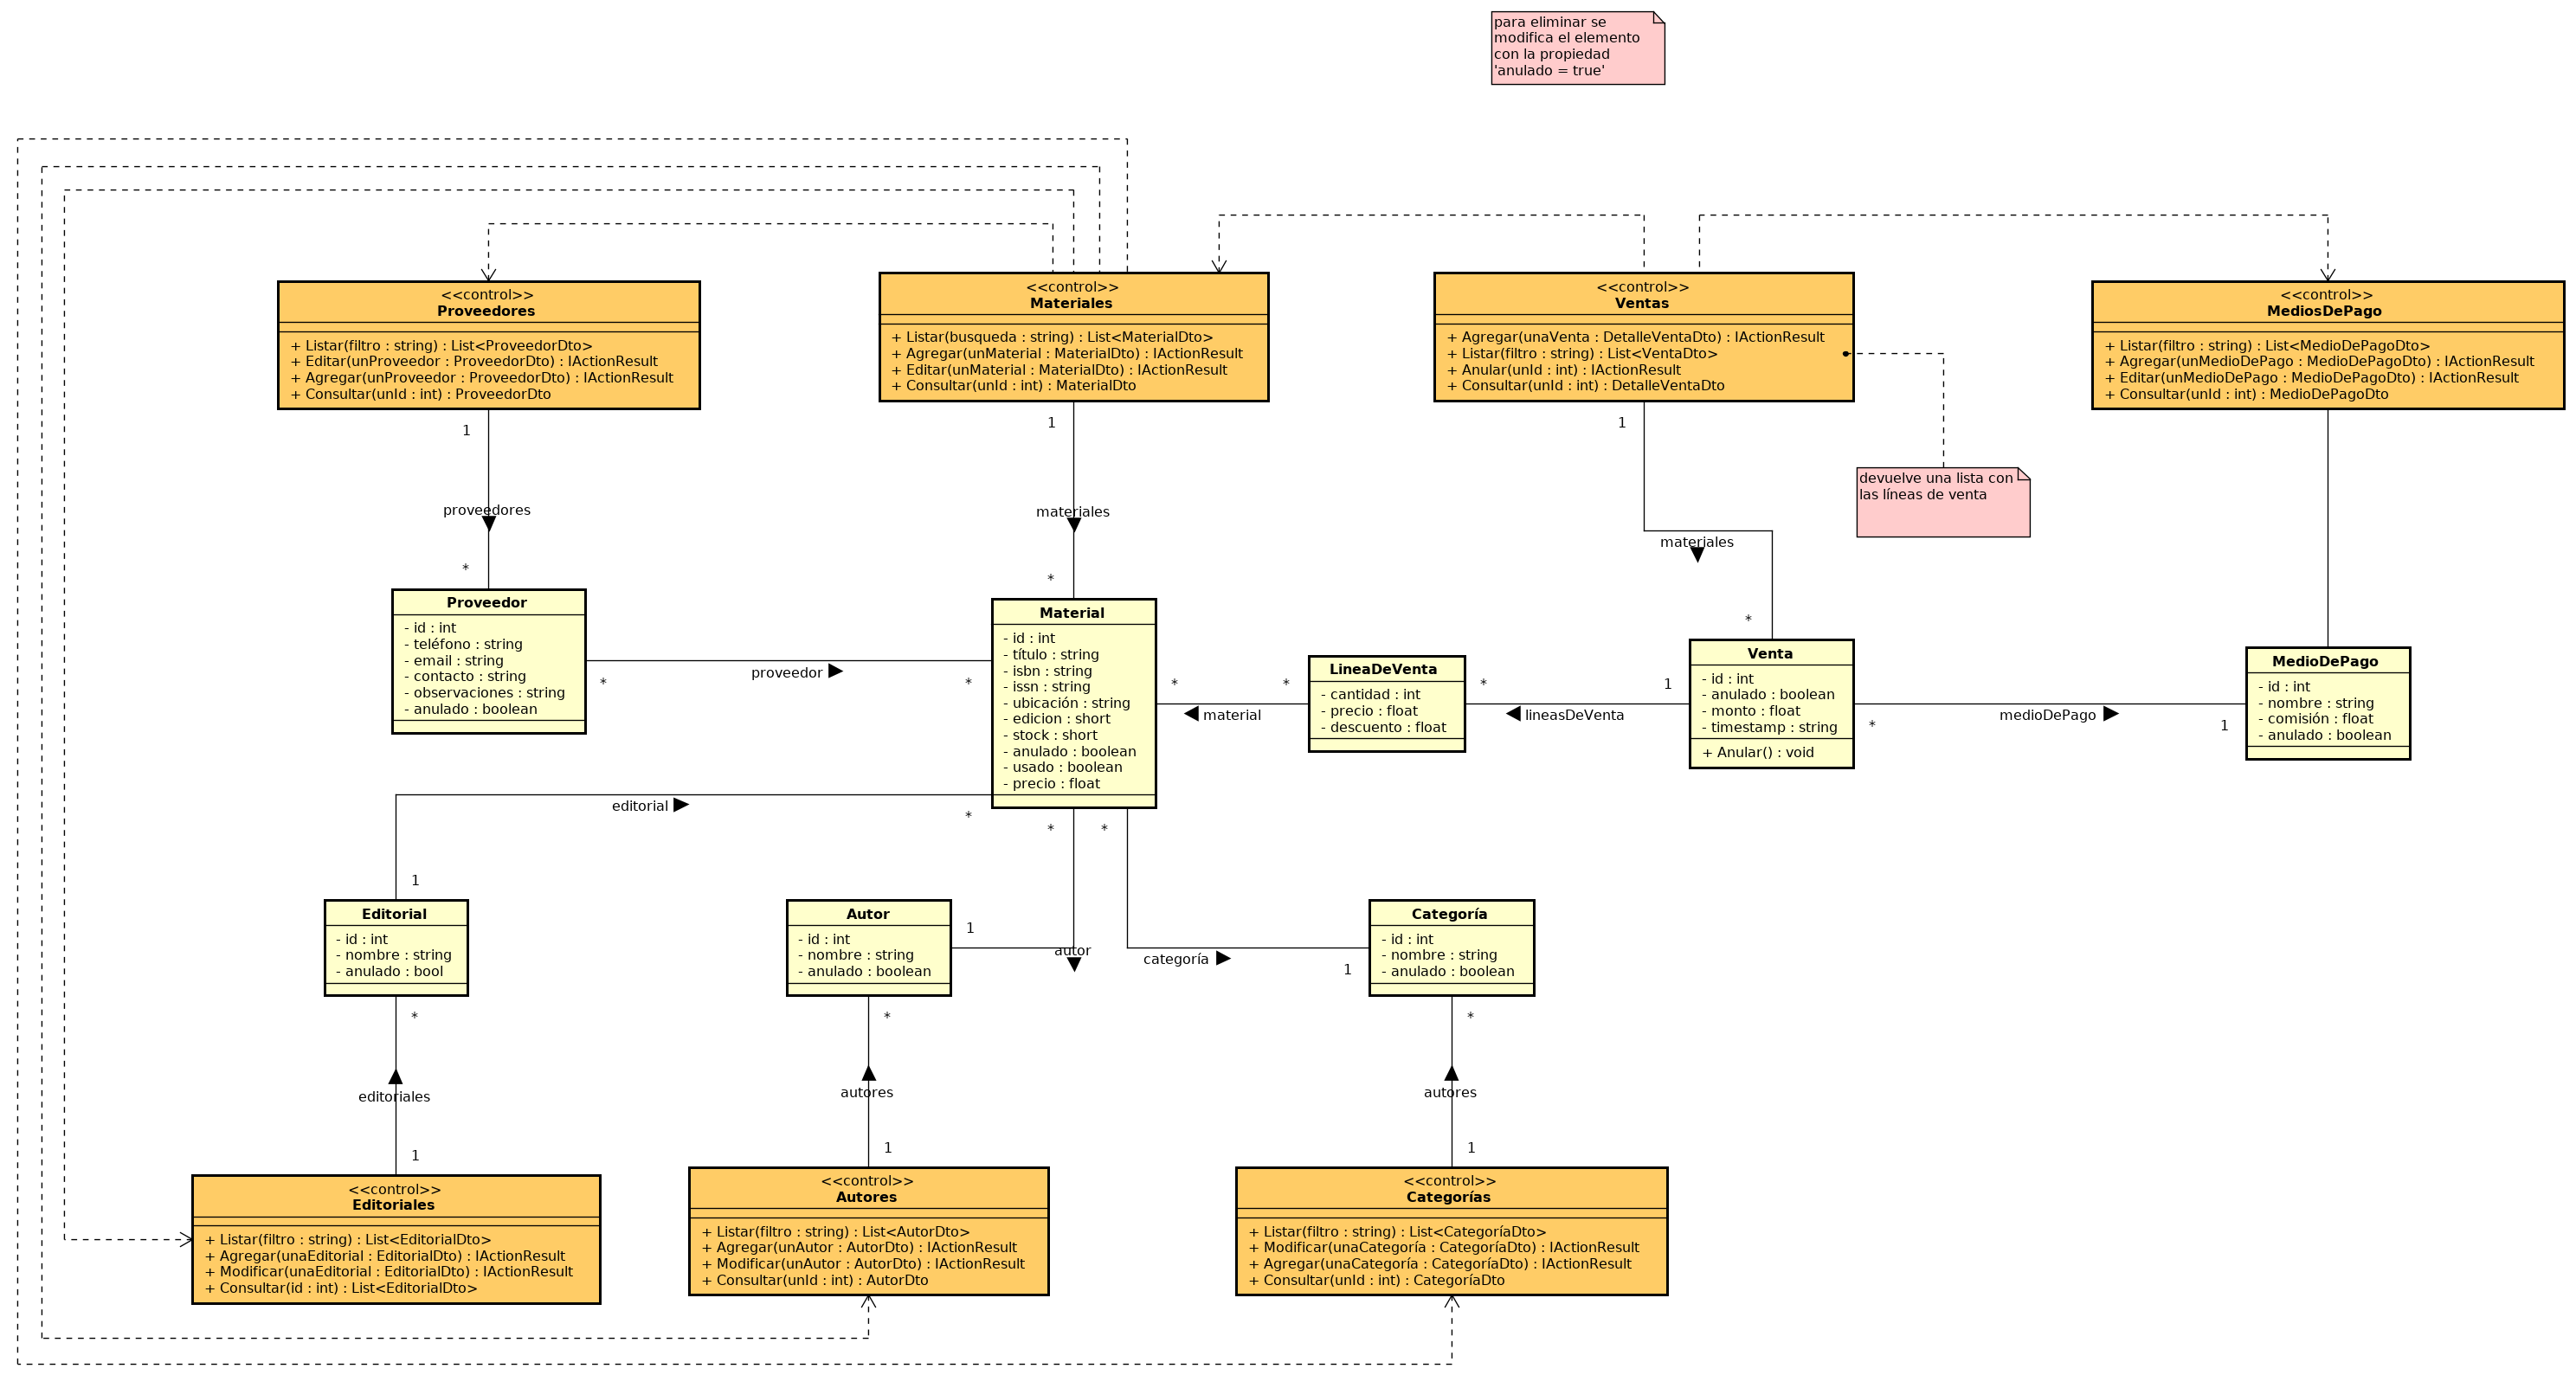 para eliminar se
modifica el elemento
con la propiedad
'anulado = true'
<<control>>
Proveedores
+ Listar(filtro : string) : List<ProveedorDto>
+ Editar(unProveedor : ProveedorDto) : IActionResult
+ Agregar(unProveedor : ProveedorDto) : IActionResult
+ Consultar(unId : int) : ProveedorDto
<<control>>
Materiales
+ Listar(busqueda : string) : List<MaterialDto>
+ Agregar(unMaterial : MaterialDto) : IActionResult
+ Editar(unMaterial : MaterialDto) : IActionResult
+ Consultar(unId : int) : MaterialDto
<<control>>
Ventas
+ Agregar(unaVenta : DetalleVentaDto) : IActionResult
+ Listar(filtro : string) : List<VentaDto>
+ Anular(unId : int) : IActionResult
+ Consultar(unId : int) : DetalleVentaDto
<<control>>
MediosDePago
+ Listar(filtro : string) : List<MedioDePagoDto>
+ Agregar(unMedioDePago : MedioDePagoDto) : IActionResult
+ Editar(unMedioDePago : MedioDePagoDto) : IActionResult
+ Consultar(unId : int) : MedioDePagoDto
1
proveedores
*
1
materiales
*
1
materiales
*
devuelve una lista con
las líneas de venta
Proveedor
- id : int
- teléfono : string
- email : string
- contacto : string
- observaciones : string
- anulado : boolean
*
proveedor
*
Material
- id : int
- título : string
- isbn : string
- issn : string
- ubicación : string
- edicion : short
- stock : short
- anulado : boolean
- usado : boolean
- precio : float
*
material
*
LineaDeVenta
- cantidad : int
- precio : float
- descuento : float
*
lineasDeVenta
1
Venta
- id : int
- anulado : boolean
- monto : float
- timestamp : string
+ Anular() : void
*
medioDePago
1
MedioDePago
- id : int
- nombre : string
- comisión : float
- anulado : boolean
editorial
*
1
*
*
Editorial
- id : int
- nombre : string
- anulado : bool
Autor
- id : int
- nombre : string
- anulado : boolean
1
autor
categoría
1
Categoría
- id : int
- nombre : string
- anulado : boolean
*
editoriales
1
*
autores
1
*
autores
1
<<control>>
Editoriales
+ Listar(filtro : string) : List<EditorialDto>
+ Agregar(unaEditorial : EditorialDto) : IActionResult
+ Modificar(unaEditorial : EditorialDto) : IActionResult
+ Consultar(id : int) : List<EditorialDto>
<<control>>
Autores
+ Listar(filtro : string) : List<AutorDto>
+ Agregar(unAutor : AutorDto) : IActionResult
+ Modificar(unAutor : AutorDto) : IActionResult
+ Consultar(unId : int) : AutorDto
<<control>>
Categorías
+ Listar(filtro : string) : List<CategoríaDto>
+ Modificar(unaCategoría : CategoríaDto) : IActionResult
+ Agregar(unaCategoría : CategoríaDto) : IActionResult
+ Consultar(unId : int) : CategoríaDto